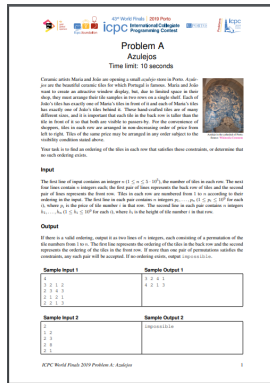 43rd World Finals | 2019 Porto
icpc International Collegiate
Programming Contest
Problem A
Azulejos
Time limit: 10 seconds
Ceramic artists Maria and João are opening a small azulejo store in Porto. Azule-
jos are the beautiful ceramic tiles for which Portugal is famous. Maria and João
want to create an attractive window display, but, due to limited space in their
shop, they must arrange their tile samples in two rows on a single shelf. Each of
João's tiles has exactly one of Maria's tiles in front of it and each of Maria's tiles
has exactly one of João's tiles behind it. These hand-crafted tiles are of many
different sizes, and it is important that each tile in the back row is taller than the
tile in front of it so that both are visible to passers-by. For the convenience of
shoppers, tiles in each row are arranged in non-decreasing order of price from
left to right. Tiles of the same price may be arranged in any order subject to the
visibility condition stated above.
Your task is to find an ordering of the tiles in each row that satisfies these constraints, or determine that
no such ordering exists.
Input
The first line of input contains an integer n (1 ≤ n ≤ 5 · 10⁵), the number of tiles in each row. The next
four lines contain n integers each; the first pair of lines represents the back row of tiles and the second
pair of lines represents the front row. Tiles in each row are numbered from 1 to n according to their
ordering in the input. The first line in each pair contains n integers p₁, . . . , pₙ (1 ≤ pᵢ ≤ 10⁹ for each
i), where pᵢ is the price of tile number i in that row. The second line in each pair contains n integers
h₁, . . . , hₙ (1 ≤ hᵢ ≤ 10⁹ for each i), where hᵢ is the height of tile number i in that row.
Output
If there is a valid ordering, output it as two lines of n integers, each consisting of a permutation of the
tile numbers from 1 to n. The first line represents the ordering of the tiles in the back row and the second
represents the ordering of the tiles in the front row. If more than one pair of permutations satisfies the
constraints, any such pair will be accepted. If no ordering exists, output impossible.
Sample Input 1 Sample Output 1
4 3 2 4 1
3 2 1 2 4 2 1 3
2 3 4 3
2 1 2 1
2 2 1 3
Sample Input 2 Sample Output 2
2 impossible
1 2
2 3
2 8
2 1
ICPC World Finals 2019 Problem A: Azulejos 1